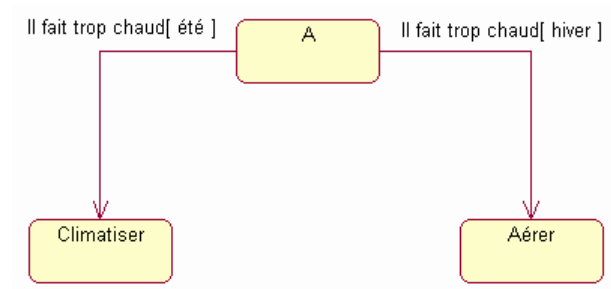 Il fait trop chaud[ été ]
A
Il fait trop chaud[ hiver ]
Climatiser
Aérer